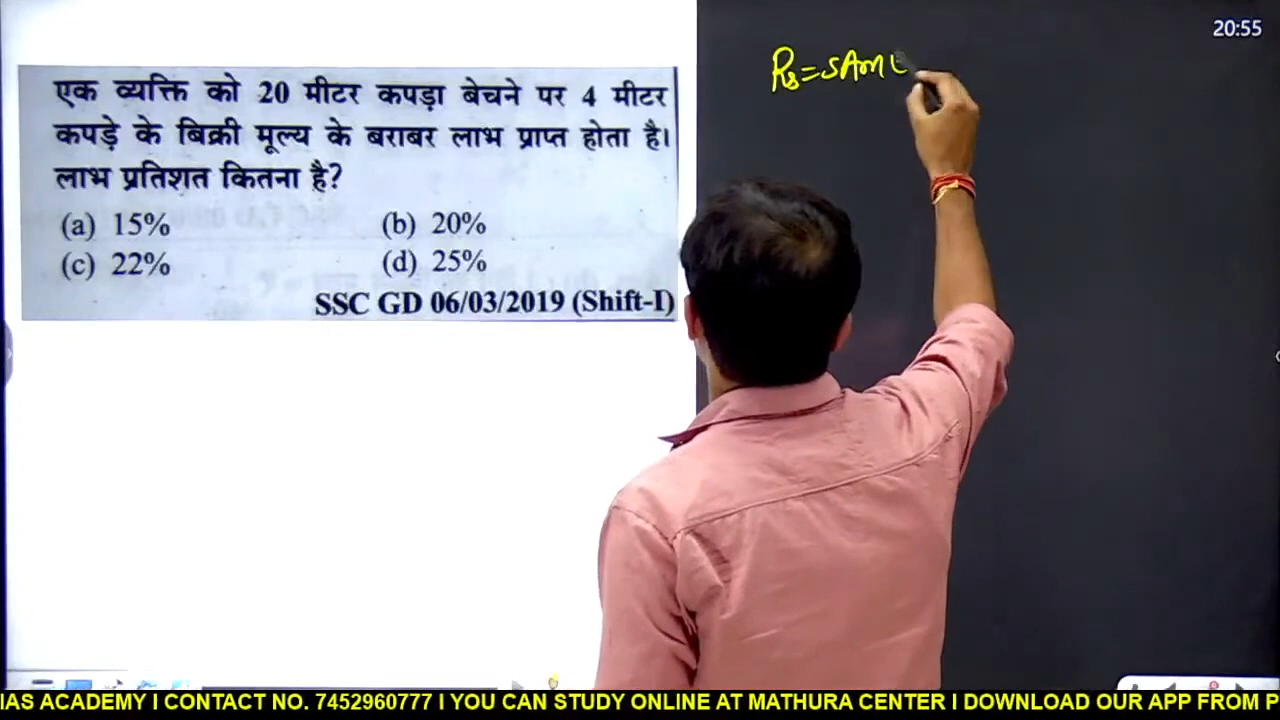 20:55
एक व्यक्ति को 20 मीटर कपड़ा बेचने पर 4 मीटर
कपड़े के बिक्री मूल्य के बराबर लाभ प्राप्त होता है।
लाभ प्रतिशत कितना है?
(a) 15% (b) 20%
(c) 22% (d) 25%
SSC GD 06/03/2019 (Shift-I)
Rs=SAM
IAS ACADEMY I CONTACT NO. 7452960777 I YOU CAN STUDY ONLINE AT MATHURA CENTER I DOWNLOAD OUR APP FROM P